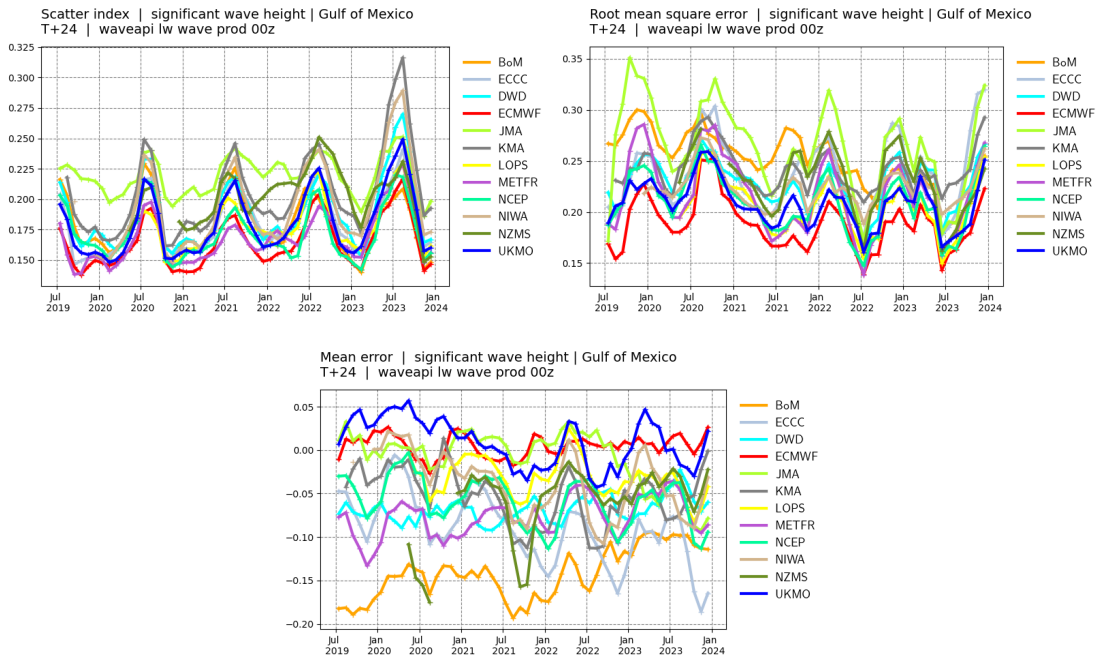 Scatter index | significant wave height | Gulf of Mexico
T+24 | waveapi lw wave prod 00z
0.325
0.300
0.275
0.250
0.225
0.200
0.175
0.150
Jul 2019
Jan 2020
Jul 2020
Jan 2021
Jul 2021
Jan 2022
Jul 2022
Jan 2023
Jul 2023
Jan 2024
BoM
ECCC
DWD
ECMWF
JMA
KMA
LOPS
METFR
NCEP
NIWA
NZMS
UKMO
Root mean square error | significant wave height | Gulf of Mexico
T+24 | waveapi lw wave prod 00z
0.35
0.30
0.25
0.20
0.15
Jul 2019
Jan 2020
Jul 2020
Jan 2021
Jul 2021
Jan 2022
Jul 2022
Jan 2023
Jul 2023
Jan 2024
BoM
ECCC
DWD
ECMWF
JMA
KMA
LOPS
METFR
NCEP
NIWA
NZMS
UKMO
Mean error | significant wave height | Gulf of Mexico
T+24 | waveapi lw wave prod 00z
0.05
0.00
−0.05
−0.10
−0.15
−0.20
Jul 2019
Jan 2020
Jul 2020
Jan 2021
Jul 2021
Jan 2022
Jul 2022
Jan 2023
Jul 2023
Jan 2024
BoM
ECCC
DWD
ECMWF
JMA
KMA
LOPS
METFR
NCEP
NIWA
NZMS
UKMO